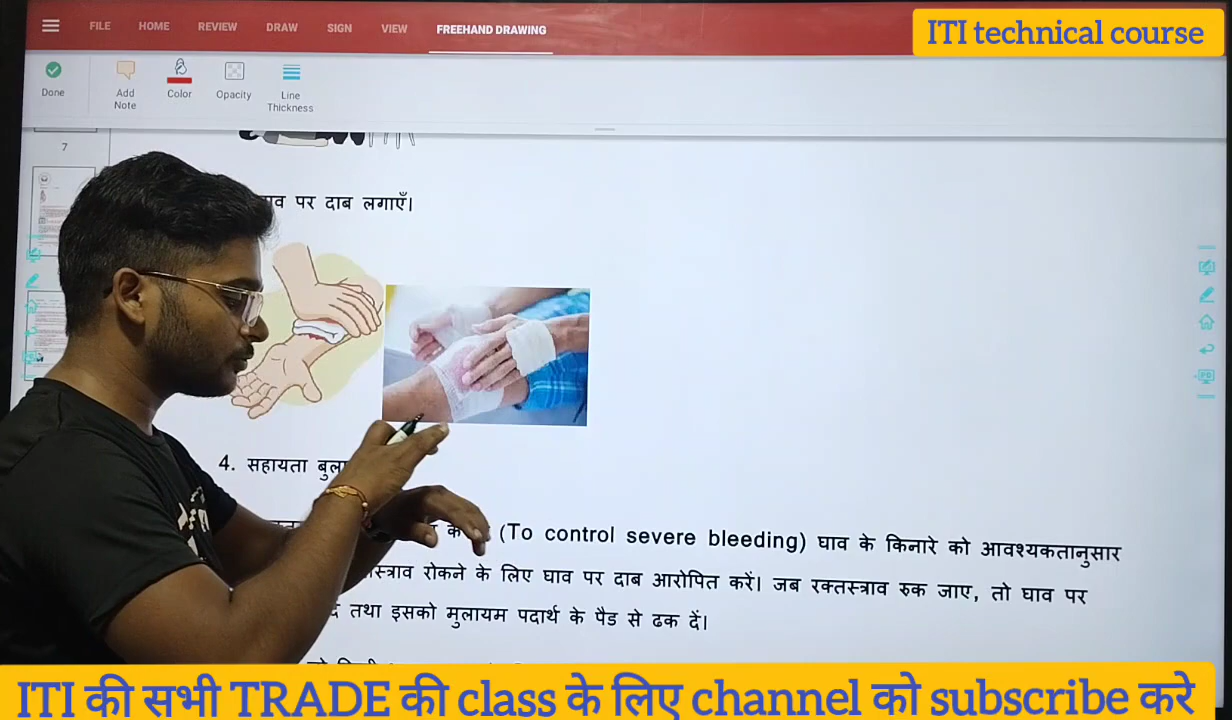 FILE HOME REVIEW DRAW SIGN VIEW FREEHAND DRAWING
ITI technical course
Done
Add Note
Color
Opacity
Line Thickness
7
पर दाब लगाएँ।
4. सहायता
(To control severe bleeding) घाव के किनारे को आवश्यकतानुसार
रोकने के लिए घाव पर दाब आरोपित करें। जब रक्तस्त्राव रुक जाए, तो घाव पर
तथा इसको मुलायम पदार्थ के पैड से ढक दें।
ITI की सभी TRADE की class के लिए channel को subscribe करे